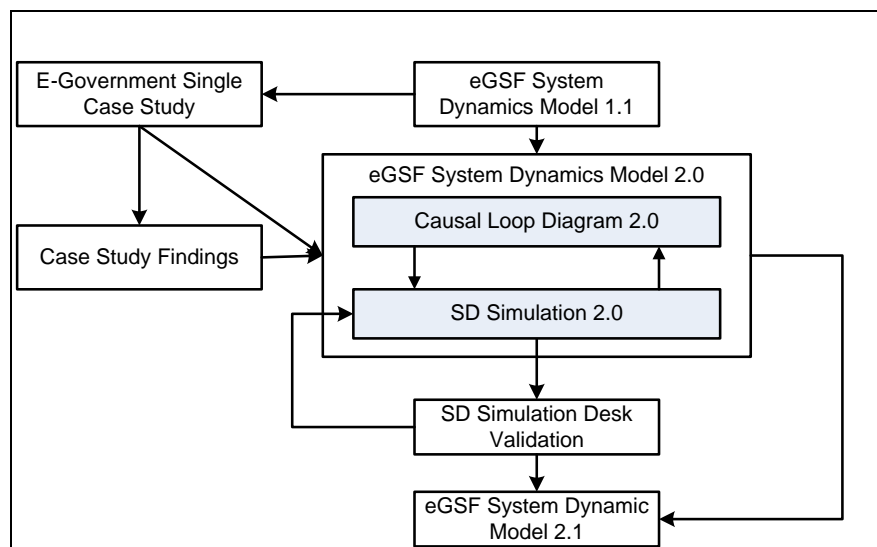 E-Government Single
Case Study
eGSF System
Dynamics Model 1.1
eGSF System Dynamics Model 2.0
Causal Loop Diagram 2.0
Case Study Findings
SD Simulation 2.0
SD Simulation Desk
Validation
eGSF System Dynamic
Model 2.1